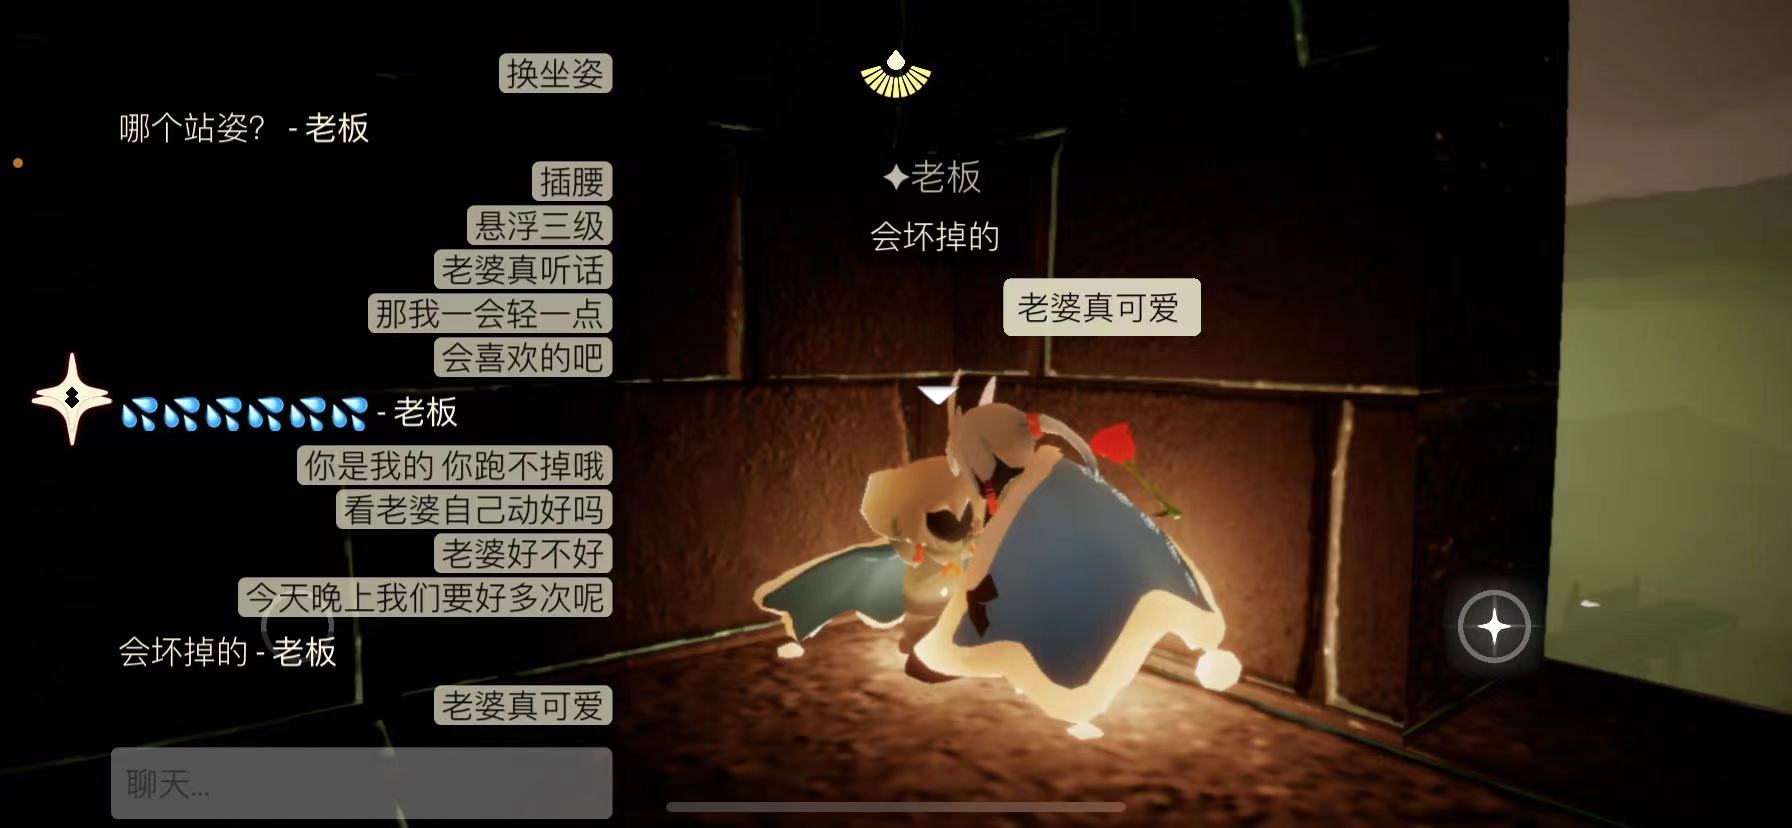 换坐姿
哪个站姿？ - 老板
插腰
悬浮三级
老婆真听话
那我一会轻一点
会喜欢的吧
💦💦💦💦💦💦 - 老板
你是我的 你跑不掉哦
看老婆自己动好吗
老婆好不好
今天晚上我们要好多次呢
会坏掉的 - 老板
老婆真可爱
聊天...
✦老板
会坏掉的
老婆真可爱